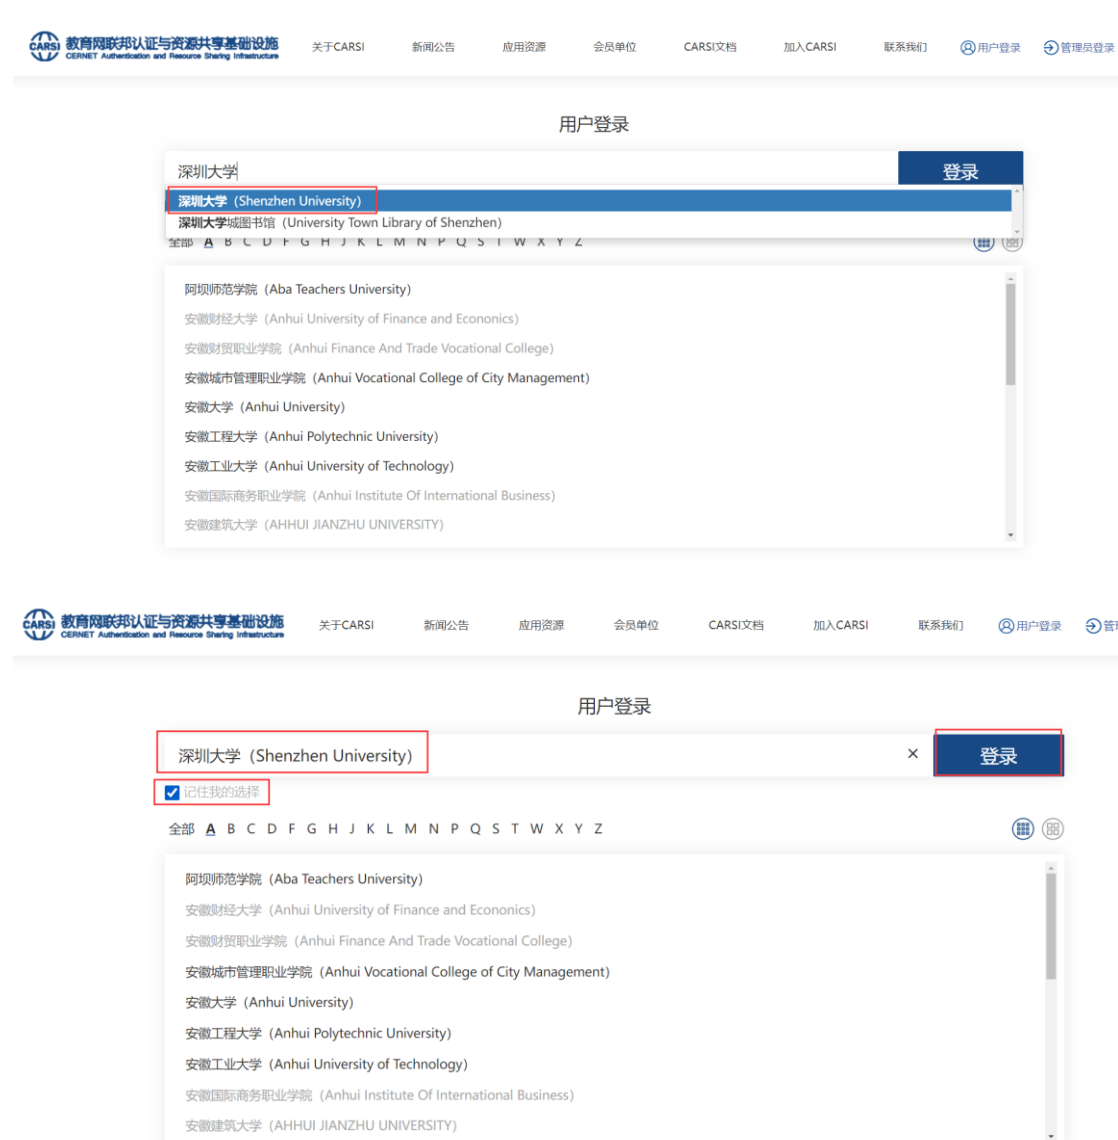 CARSI 教育网联邦认证与资源共享基础设施
CERNET Authentication and Resource Sharing Infrastructure
关于CARSI 新闻公告 应用资源 会员单位 CARSI文档 加入CARSI 联系我们 用户登录 管理员登录
用户登录
深圳大学 登录
深圳大学（Shenzhen University）
深圳大学城图书馆（University Town Library of Shenzhen）
全部 A B C D F G H J K L M N P Q S T W X Y Z
阿坝师范学院（Aba Teachers University）
安徽财经大学（Anhui University of Finance and Econonics）
安徽财贸职业学院（Anhui Finance And Trade Vocational College）
安徽城市管理职业学院（Anhui Vocational College of City Management）
安徽大学（Anhui University）
安徽工程大学（Anhui Polytechnic University）
安徽工业大学（Anhui University of Technology）
安徽国际商务职业学院（Anhui Institute Of International Business）
安徽建筑大学（AHHUI JIANZHU UNIVERSITY）
CARSI 教育网联邦认证与资源共享基础设施
CERNET Authentication and Resource Sharing Infrastructure
关于CARSI 新闻公告 应用资源 会员单位 CARSI文档 加入CARSI 联系我们 用户登录 管
用户登录
深圳大学（Shenzhen University） × 登录
记住我的选择
全部 A B C D F G H J K L M N P Q S T W X Y Z
阿坝师范学院（Aba Teachers University）
安徽财经大学（Anhui University of Finance and Econonics）
安徽财贸职业学院（Anhui Finance And Trade Vocational College）
安徽城市管理职业学院（Anhui Vocational College of City Management）
安徽大学（Anhui University）
安徽工程大学（Anhui Polytechnic University）
安徽工业大学（Anhui University of Technology）
安徽国际商务职业学院（Anhui Institute Of International Business）
安徽建筑大学（AHHUI JIANZHU UNIVERSITY）